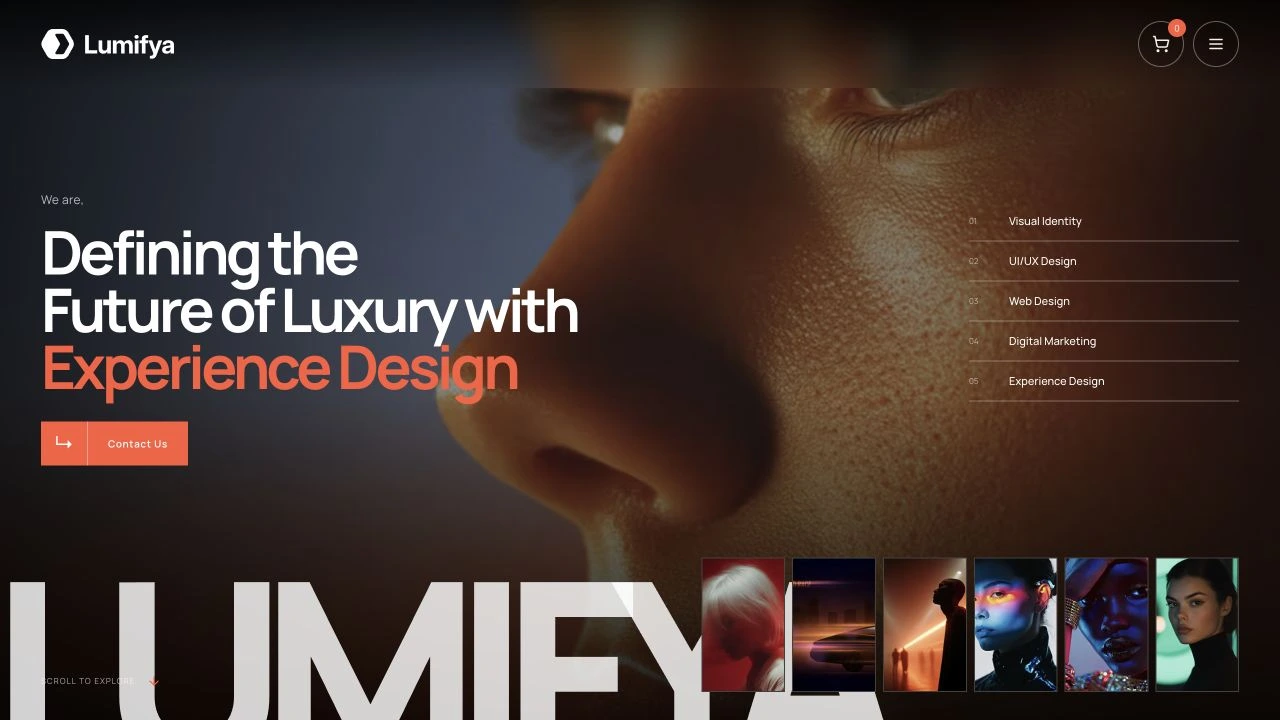 Lumifya
0
We are,
Defining the
Future of Luxury with
Experience Design
Contact Us
01 Visual Identity
02 UI/UX Design
03 Web Design
04 Digital Marketing
05 Experience Design
LUMIFYA
SCROLL TO EXPLORE